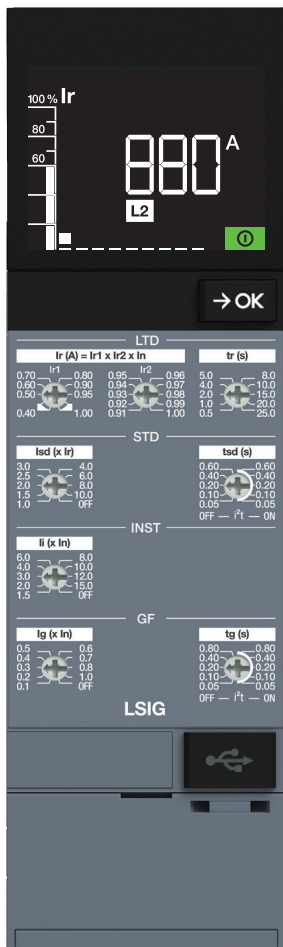 100 % Ir
80
60
880 A
L2
→ OK
LTD
Ir (A) = Ir1 x Ir2 x In
tr (s)
Ir1
Ir2
0.70 0.80 0.95 0.96 5.0 8.0
0.60 0.90 0.94 0.97 4.0 10.0
0.50 0.95 0.93 0.98 2.0 15.0
0.92 0.99 1.0 20.0
0.40 1.00 0.91 1.00 0.5 25.0
STD
Isd (x Ir)
tsd (s)
3.0 4.0 0.60 0.60
2.5 6.0 0.40 0.40
2.0 8.0 0.20 0.20
1.5 10.0 0.10 0.10
1.0 OFF 0.05 0.05
OFF — I²t — ON
INST
Ii (x In)
6.0 8.0
4.0 10.0
3.0 12.0
2.0 15.0
1.5 OFF
GF
Ig (x In)
tg (s)
0.5 0.6 0.80 0.80
0.4 0.7 0.40 0.40
0.3 0.8 0.20 0.20
0.2 1.0 0.10 0.10
0.1 OFF 0.05 0.05
OFF — I²t — ON
LSIG